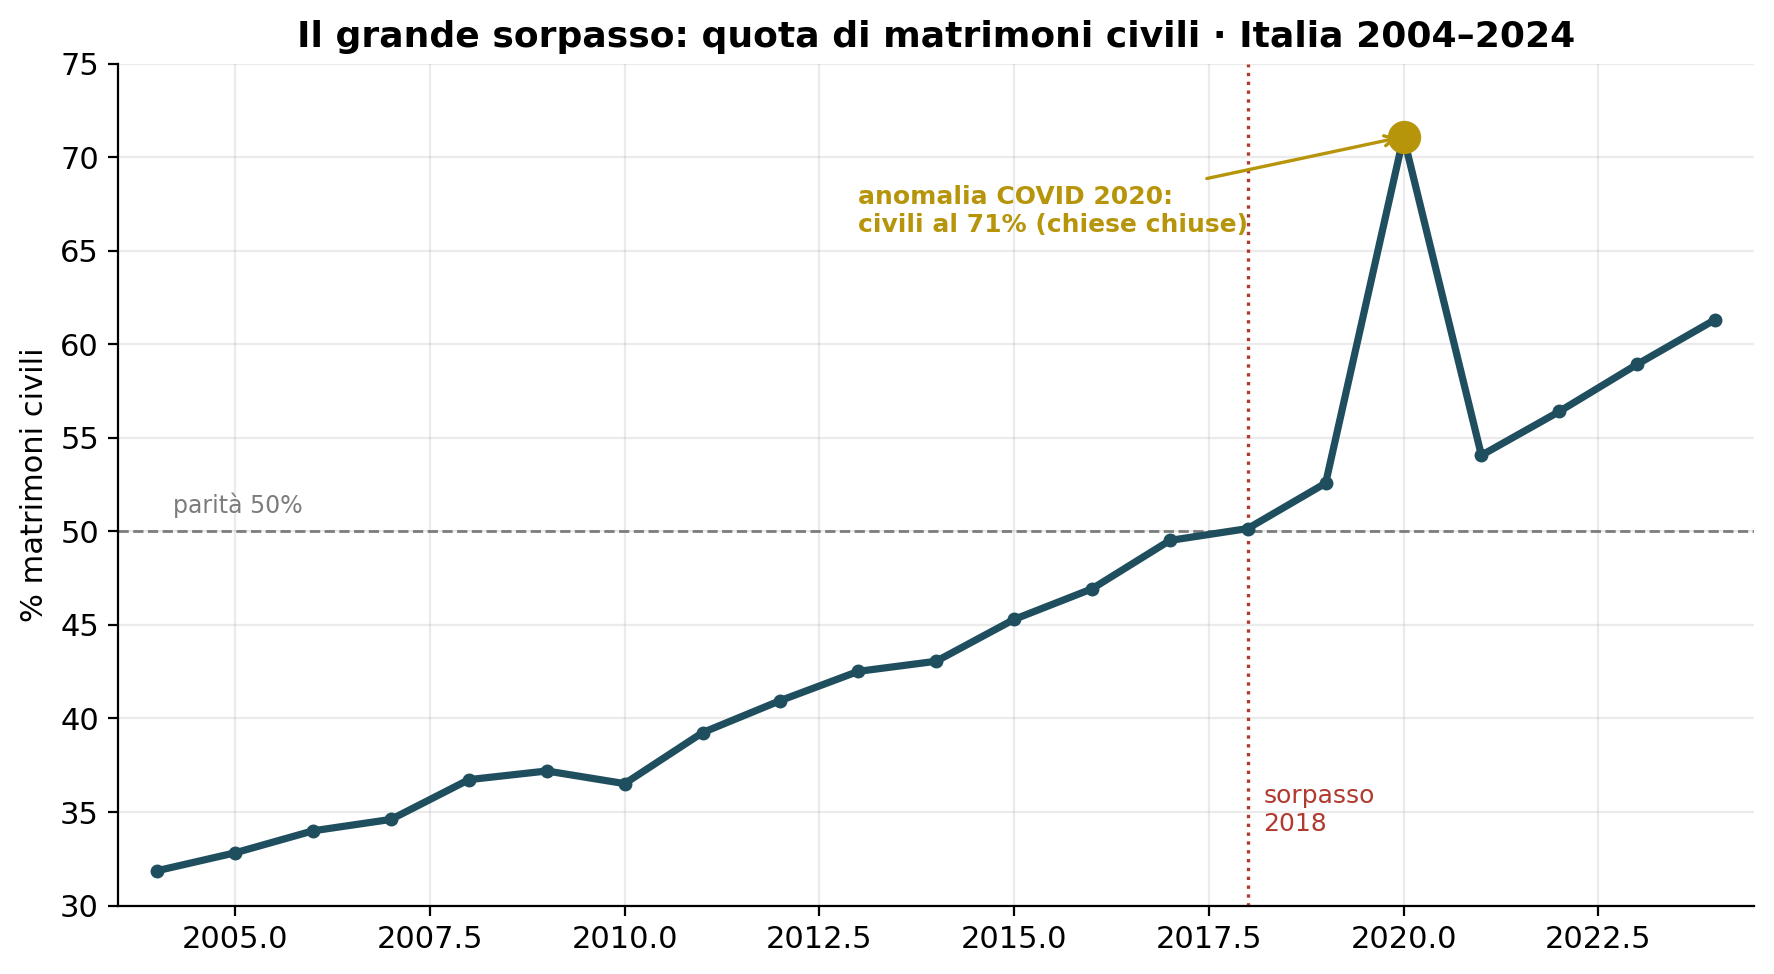 Il grande sorpasso: quota di matrimoni civili · Italia 2004–2024
% matrimoni civili
75
70
65
60
55
50
45
40
35
30
anomalia COVID 2020:
civili al 71% (chiese chiuse)
parità 50%
sorpasso
2018
2005.0 2007.5 2010.0 2012.5 2015.0 2017.5 2020.0 2022.5